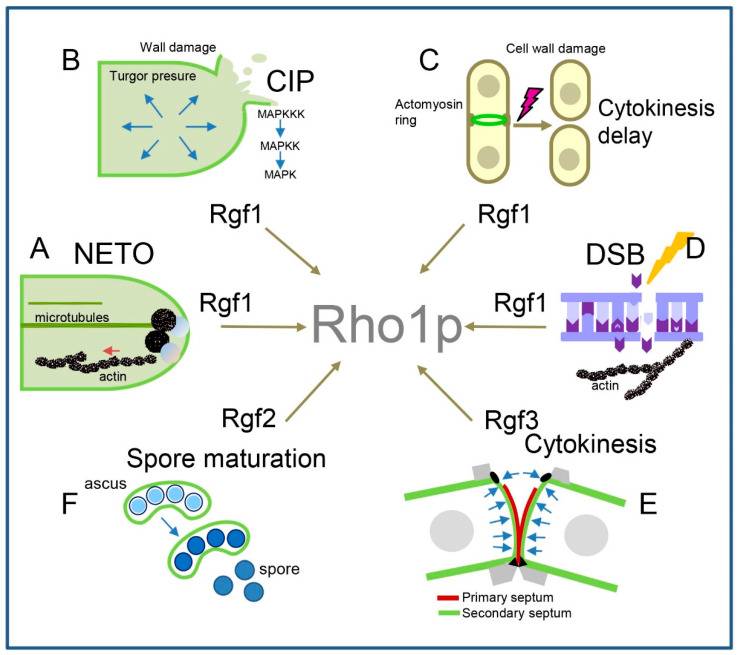 B
Wall damage
Turgor presure
CIP
MAPKKK
MAPKK
MAPK
C
Cell wall damage
Actomyosin
ring
Cytokinesis
delay
Rgf1
Rgf1
A
NETO
microtubules
actin
Rgf1
Rho1p
Rgf1
DSB
D
actin
Rgf2
Rgf3
Spore maturation
F
ascus
spore
Cytokinesis
E
Primary septum
Secondary septum